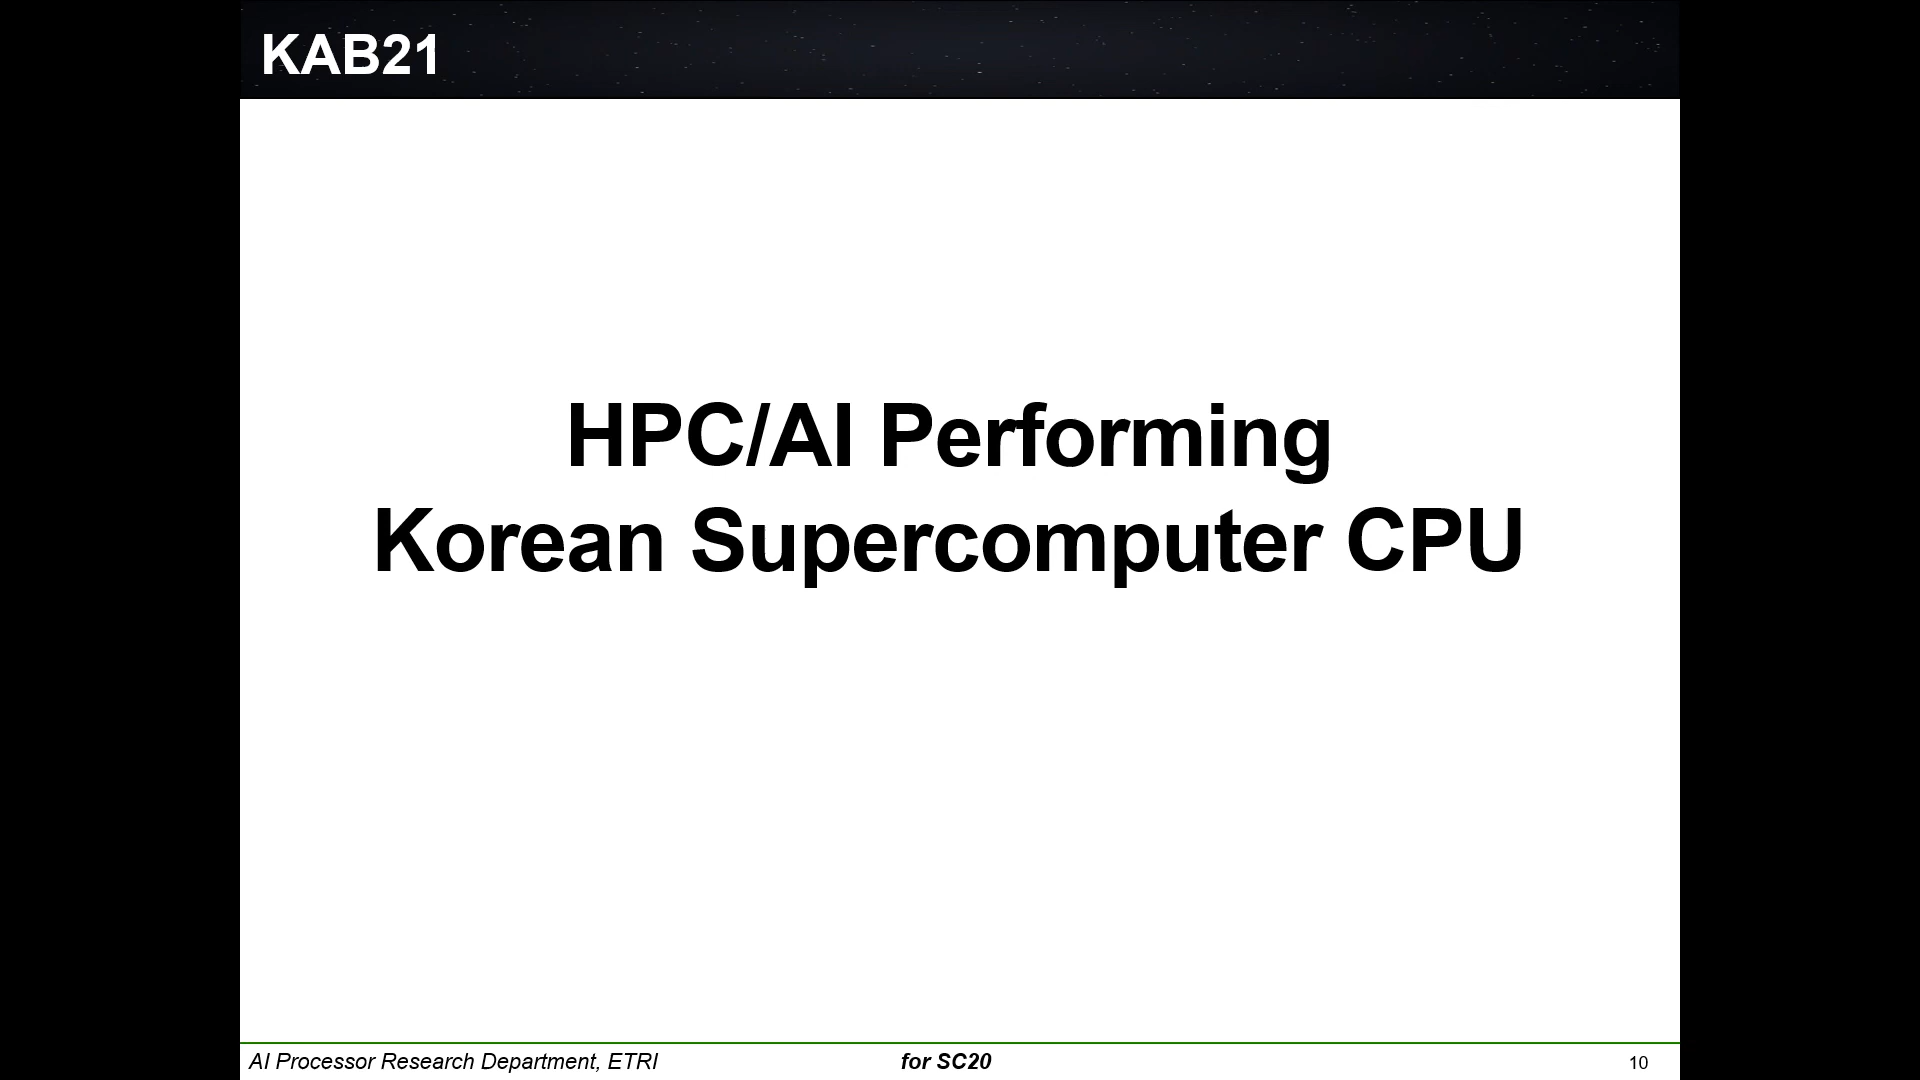 KAB21
HPC/AI Performing
Korean Supercomputer CPU
AI Processor Research Department, ETRI
for SC20
10